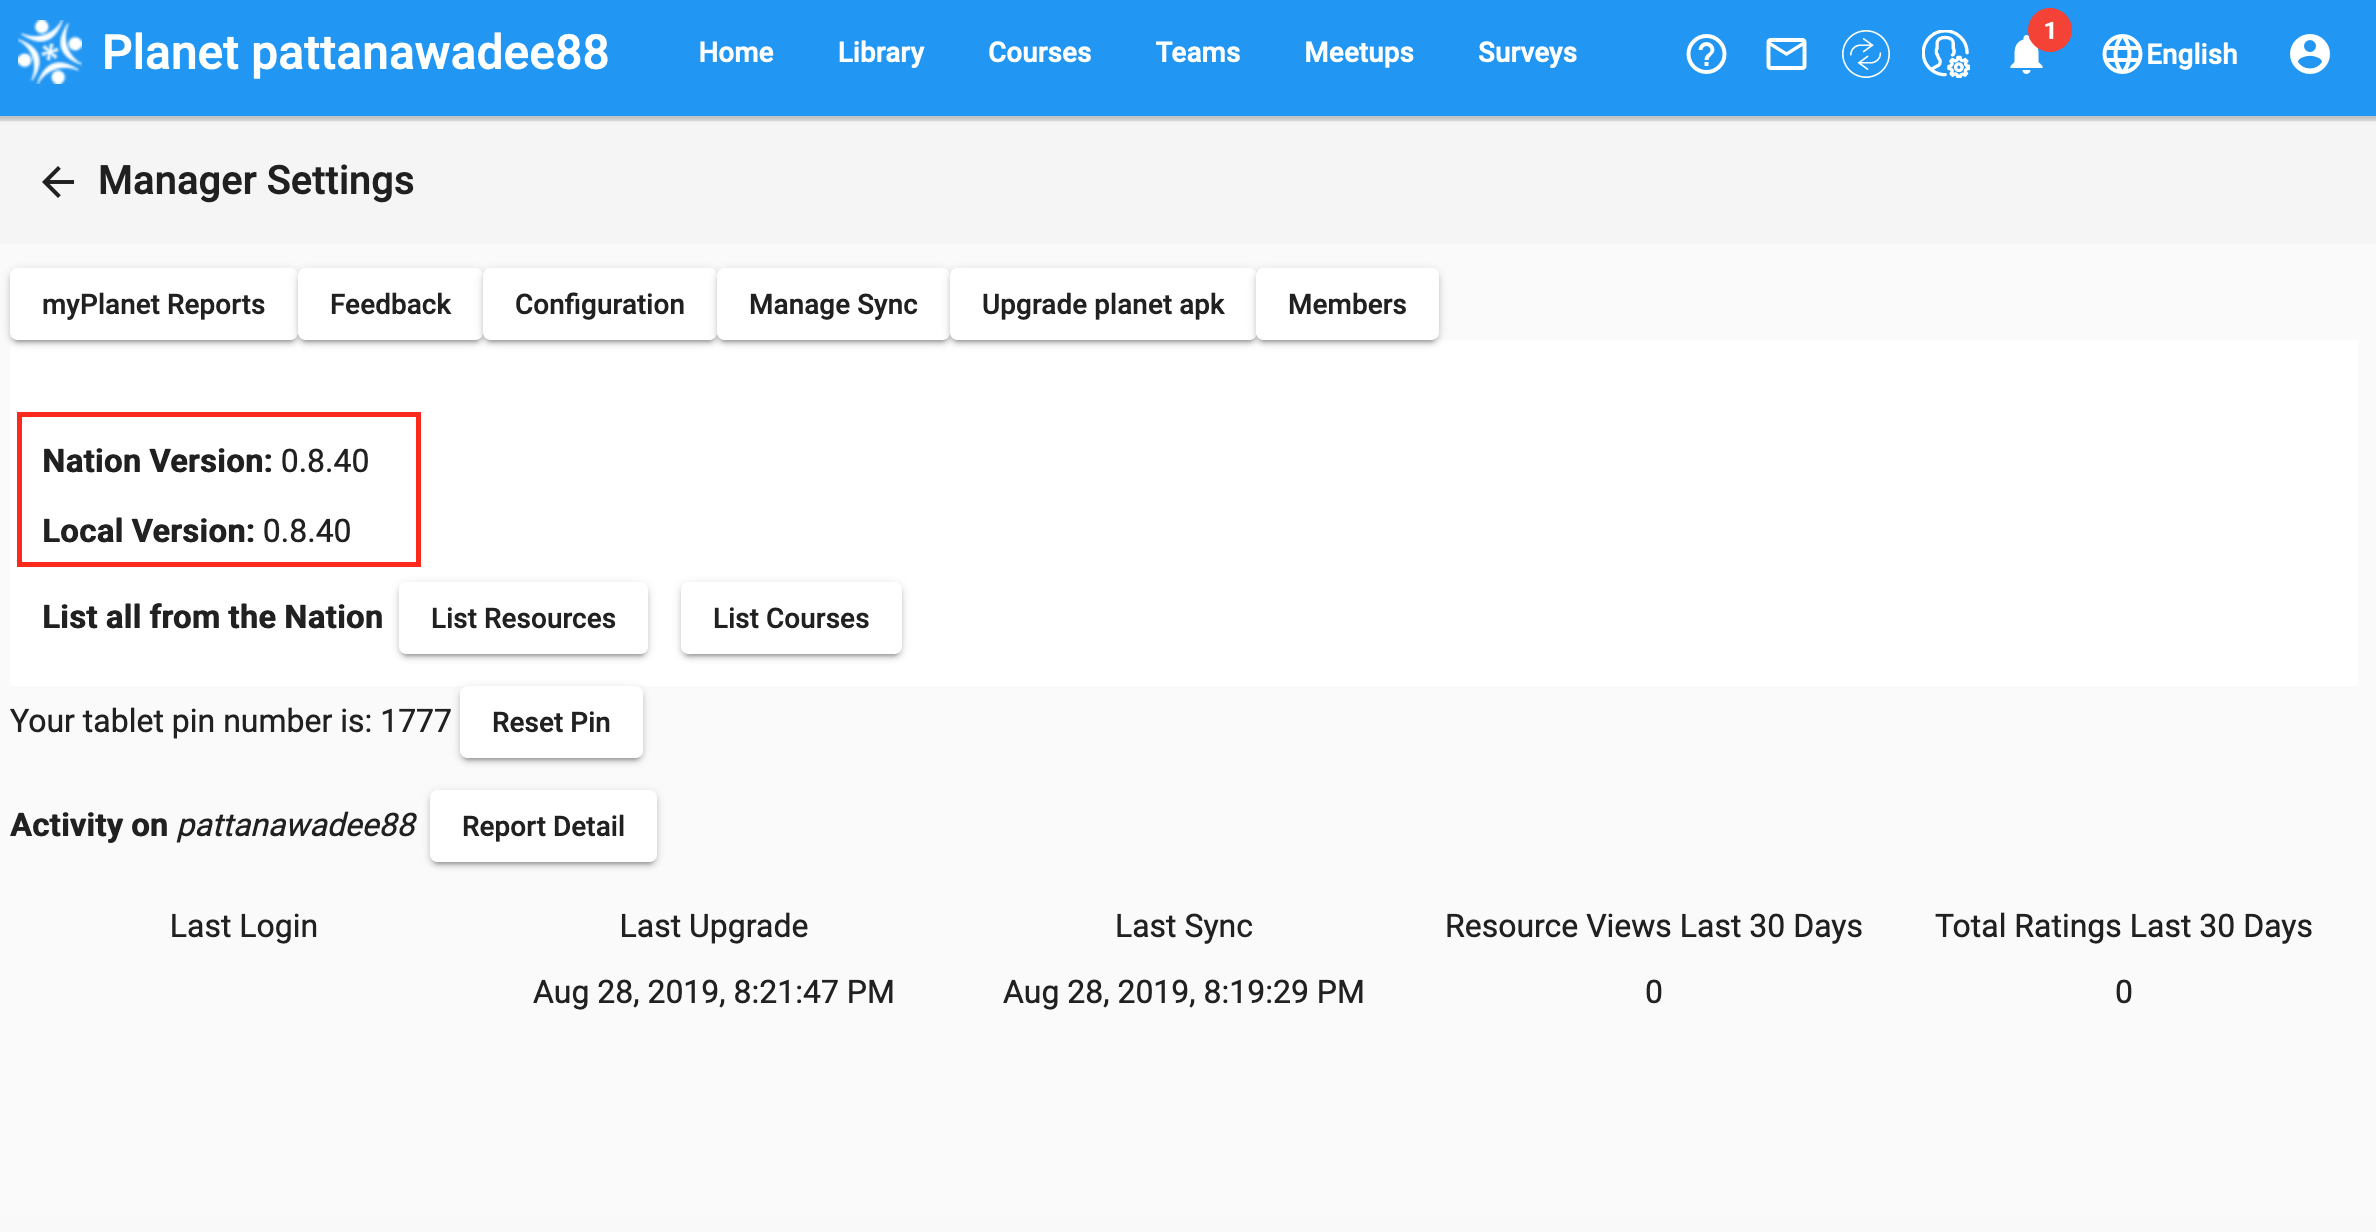 Planet pattanawadee88 Home Library Courses Teams Meetups Surveys 1 English
Manager Settings
myPlanet Reports Feedback Configuration Manage Sync Upgrade planet apk Members
Nation Version: 0.8.40
Local Version: 0.8.40
List all from the Nation List Resources List Courses
Your tablet pin number is: 1777 Reset Pin
Activity on pattanawadee88 Report Detail
Last Login Last Upgrade Last Sync Resource Views Last 30 Days Total Ratings Last 30 Days
Aug 28, 2019, 8:21:47 PM Aug 28, 2019, 8:19:29 PM 0 0